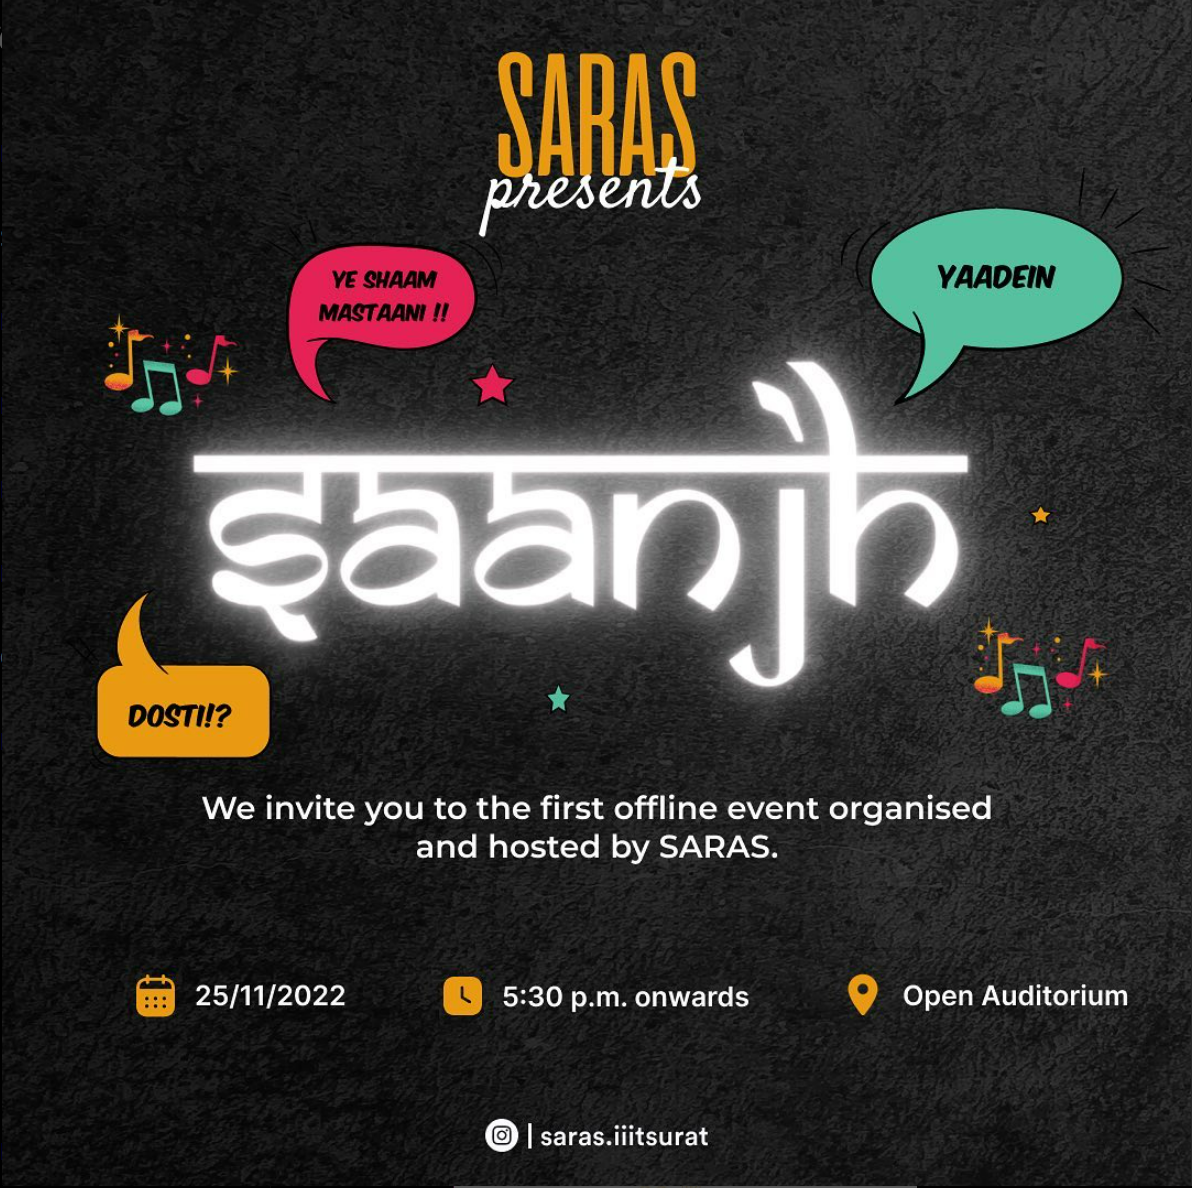 SARAS
presents
YE SHAAM
MASTAANI !!
YAADEIN
saanjh
DOSTI!!?
We invite you to the first offline event organised
and hosted by SARAS.
25/11/2022
5:30 p.m. onwards
Open Auditorium
| saras.iiitsurat